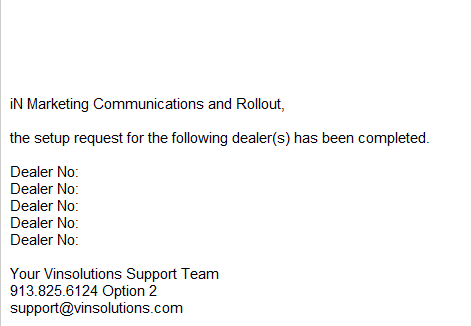 iN Marketing Communications and Rollout,
the setup request for the following dealer(s) has been completed.
Dealer No:
Dealer No:
Dealer No:
Dealer No:
Dealer No:
Your Vinsolutions Support Team
913.825.6124 Option 2
support@vinsolutions.com